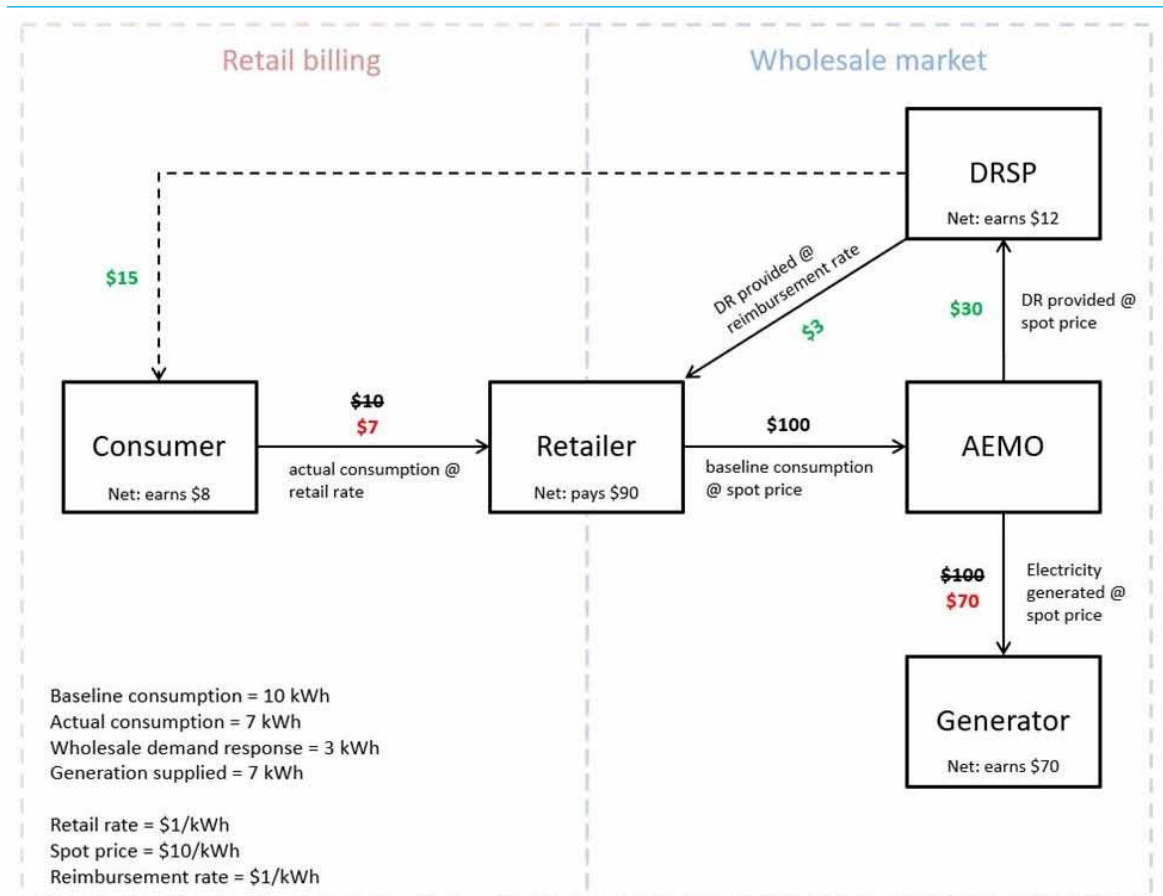 Retail billing
Wholesale market
DRSP
Net: earns $12
$15
DR provided @
reimbursement rate
$3
$30
DR provided @
spot price
Consumer
Net: earns $8
$10
$7
actual consumption @
retail rate
Retailer
Net: pays $90
$100
baseline consumption
@ spot price
AEMO
$100
$70
Electricity
generated @
spot price
Generator
Net: earns $70
Baseline consumption = 10 kWh
Actual consumption = 7 kWh
Wholesale demand response = 3 kWh
Generation supplied = 7 kWh
Retail rate = $1/kWh
Spot price = $10/kWh
Reimbursement rate = $1/kWh